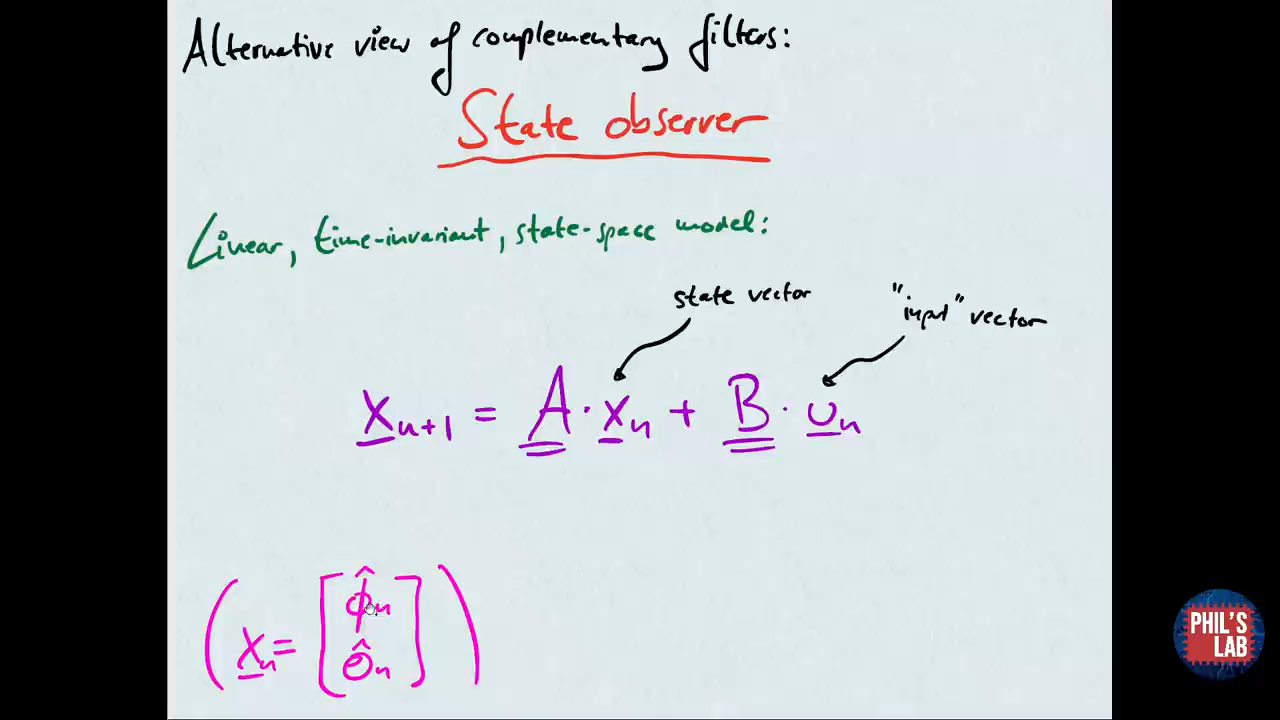 Alternative view of complementary filters:
State observer
Linear, time-invariant, state-space model:
state vector
"input" vector
x_{n+1} = A · x_n + B · u_n
(x_n = [φ̂_n
θ̂_n])
PHIL'S
LAB